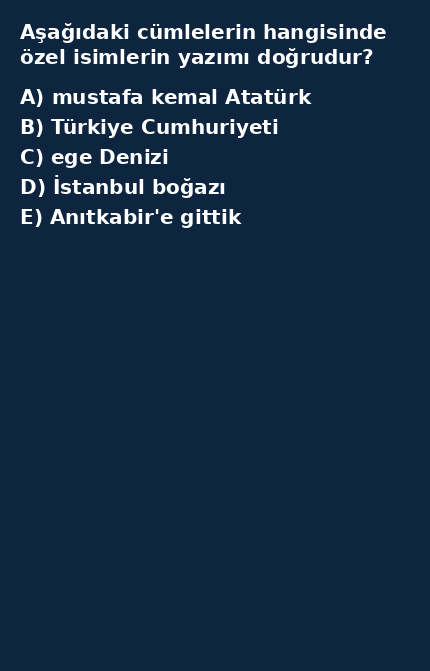 Aşağıdaki cümlelerin hangisinde
özel isimlerin yazımı doğrudur?
A) mustafa kemal Atatürk
B) Türkiye Cumhuriyeti
C) ege Denizi
D) İstanbul boğazı
E) Anıtkabir'e gittik